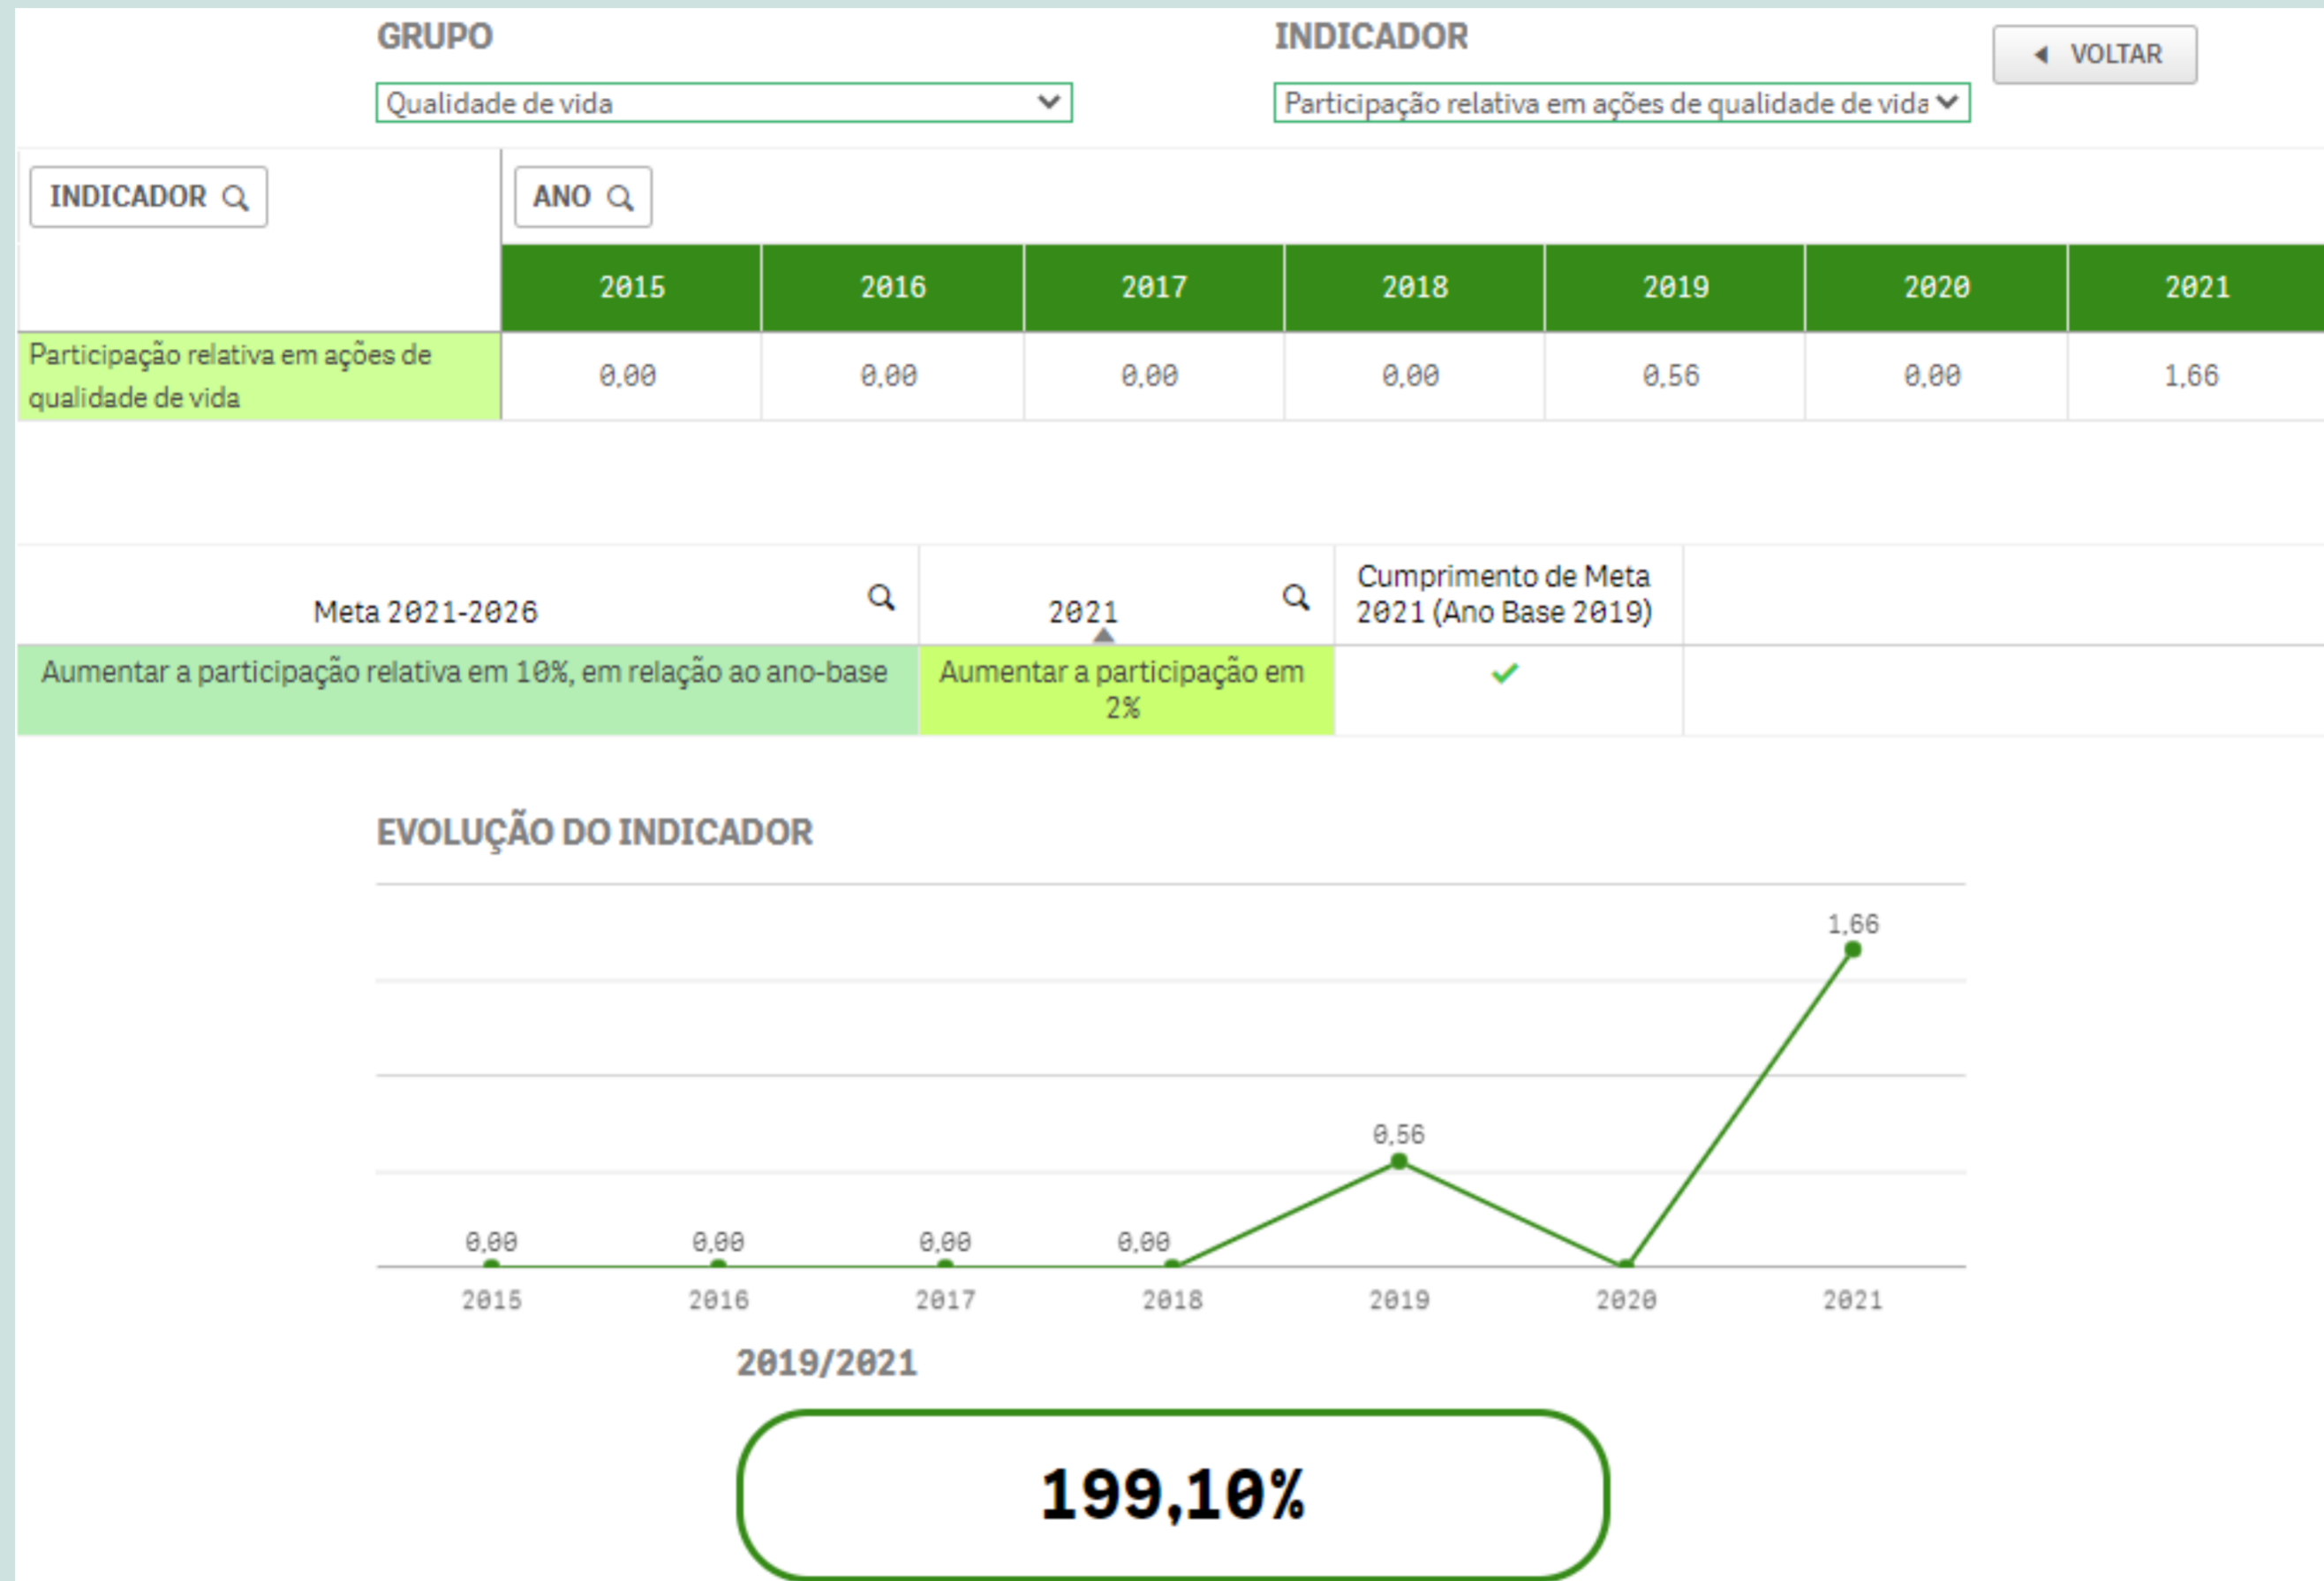 GRUPO
INDICADOR
VOLTAR
Qualidade de vida
Participação relativa em ações de qualidade de vida
INDICADOR
ANO
2015 2016 2017 2018 2019 2020 2021
Participação relativa em ações de
qualidade de vida
0,00 0,00 0,00 0,00 0,56 0,00 1,66
Meta 2021-2026
2021
Cumprimento de Meta
2021 (Ano Base 2019)
Aumentar a participação relativa em 10%, em relação ao ano-base
Aumentar a participação em
2%
EVOLUÇÃO DO INDICADOR
1,66
0,56
0,00 0,00 0,00 0,00
2015 2016 2017 2018 2019 2020 2021
2019/2021
199,10%